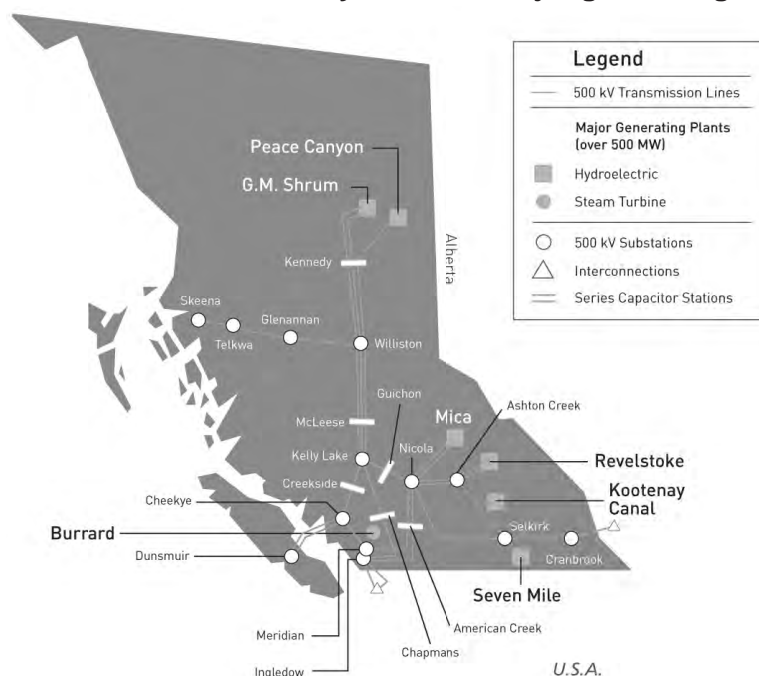 Legend
500 kV Transmission Lines
Major Generating Plants
(over 500 MW)
Hydroelectric
Steam Turbine
500 kV Substations
Interconnections
Series Capacitor Stations
Peace Canyon
G.M. Shrum
Alberta
Kennedy
Skeena
Glenannan
Telkwa
Williston
Guichon
McLeese
Mica
Ashton Creek
Nicola
Kelly Lake
Revelstoke
Creekside
Kootenay
Canal
Cheekye
Burrard
Selkirk
Dunsmuir
Cranbrook
Seven Mile
Meridian
American Creek
Chapmans
Ingledow
U.S.A.